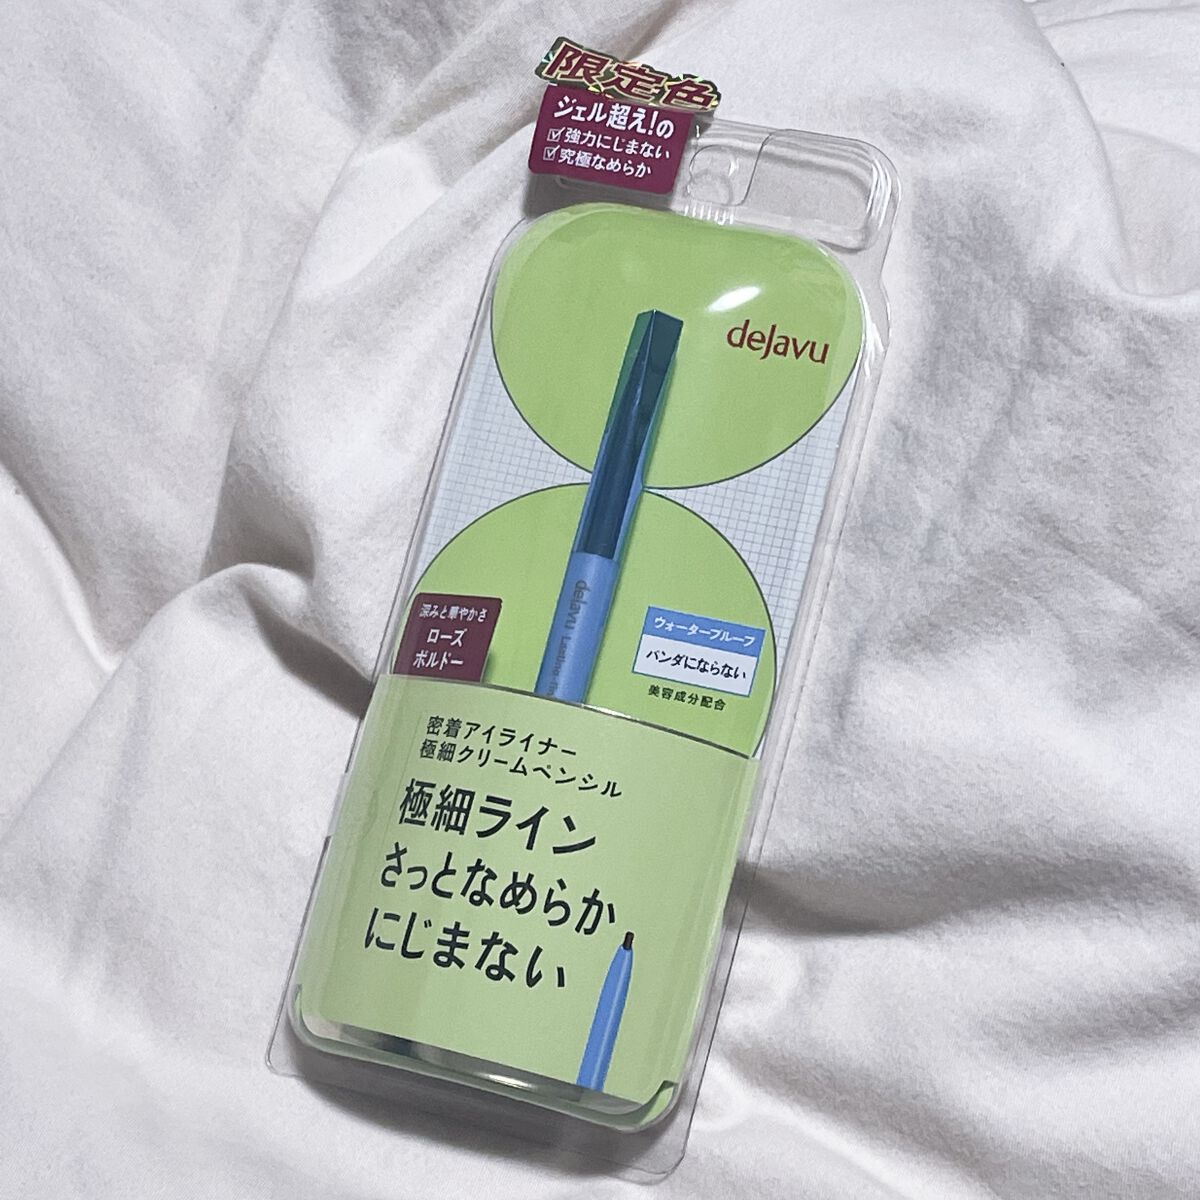 限定色
ジェル超え!の
強力にじまない
究極なめらか
dejavu
dejavu Lasting-fine
深みと華やかさ
ローズ
ボルドー
ウォータープルーフ
パンダにならない
美容成分配合
密着アイライナー
極細クリームペンシル
極細ライン
さっとなめらか
にじまない